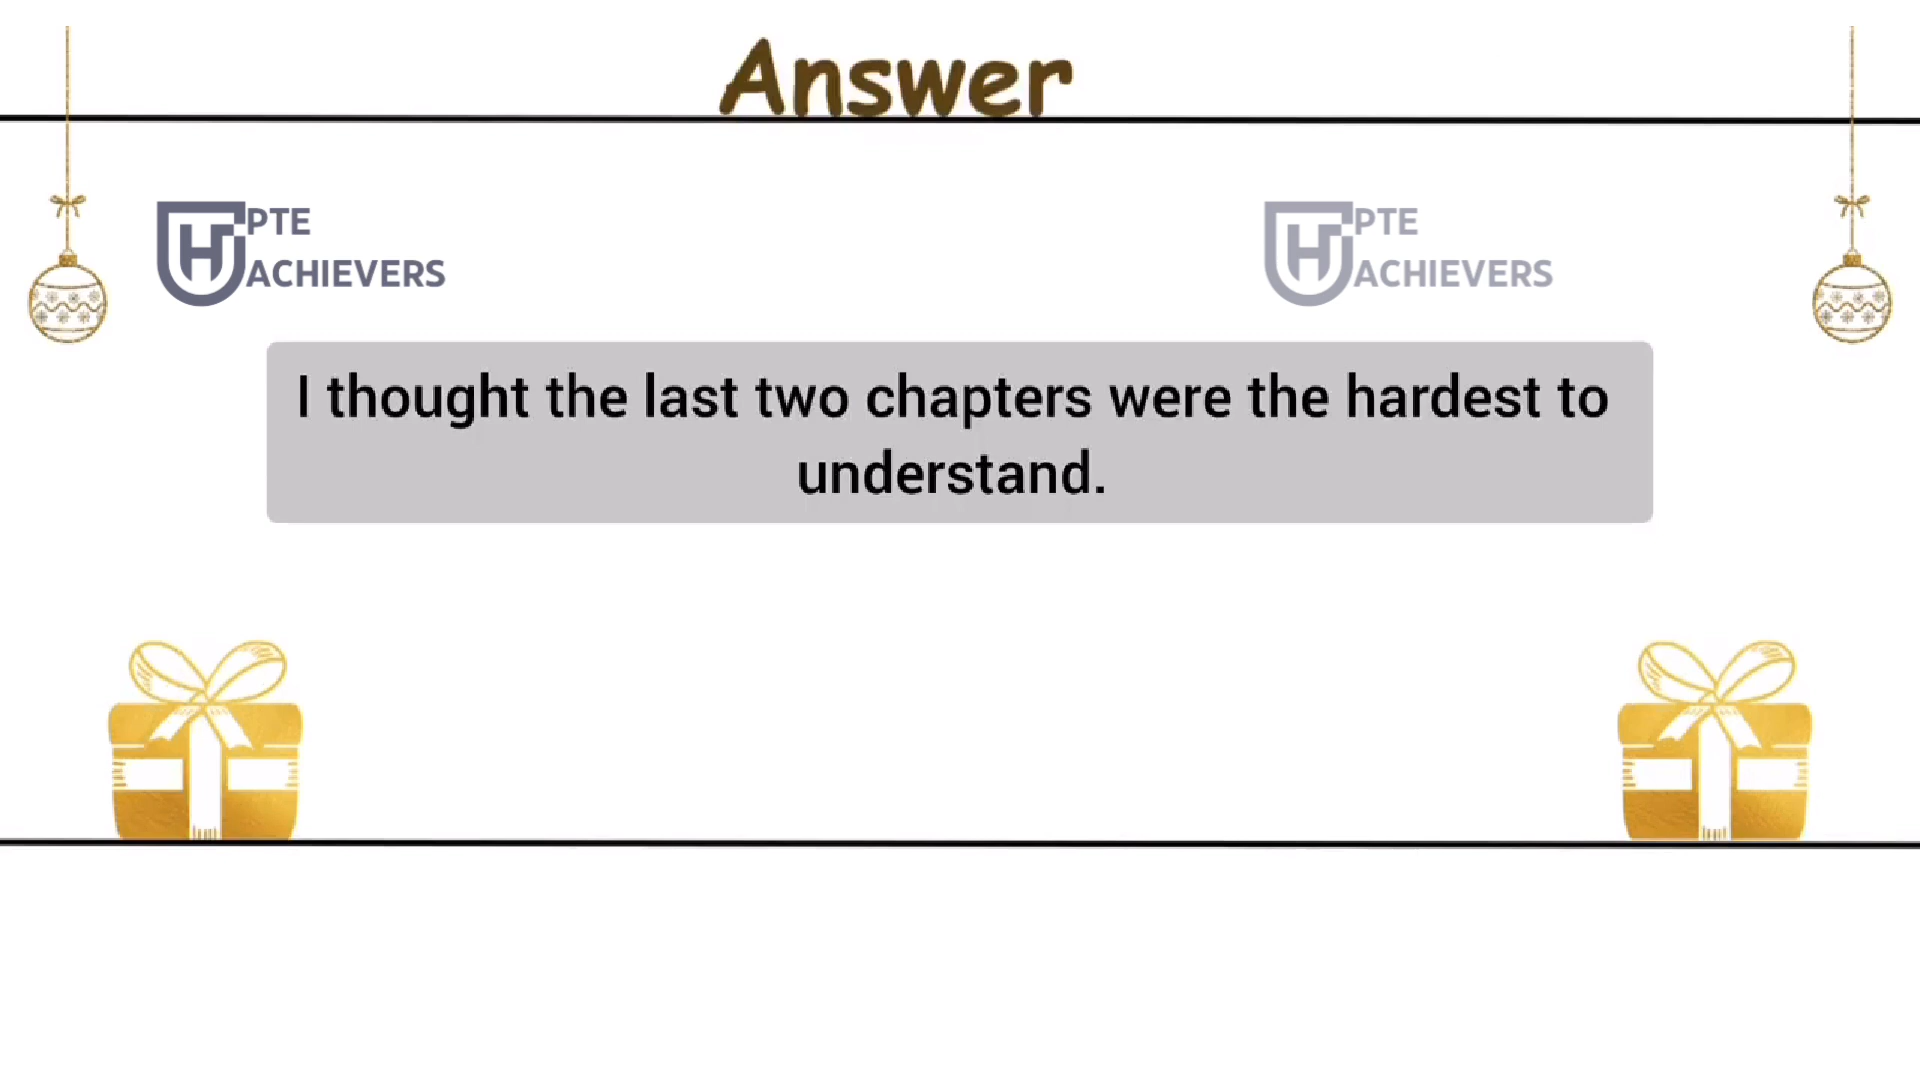 Answer
PTE
ACHIEVERS
PTE
ACHIEVERS
I thought the last two chapters were the hardest to
understand.